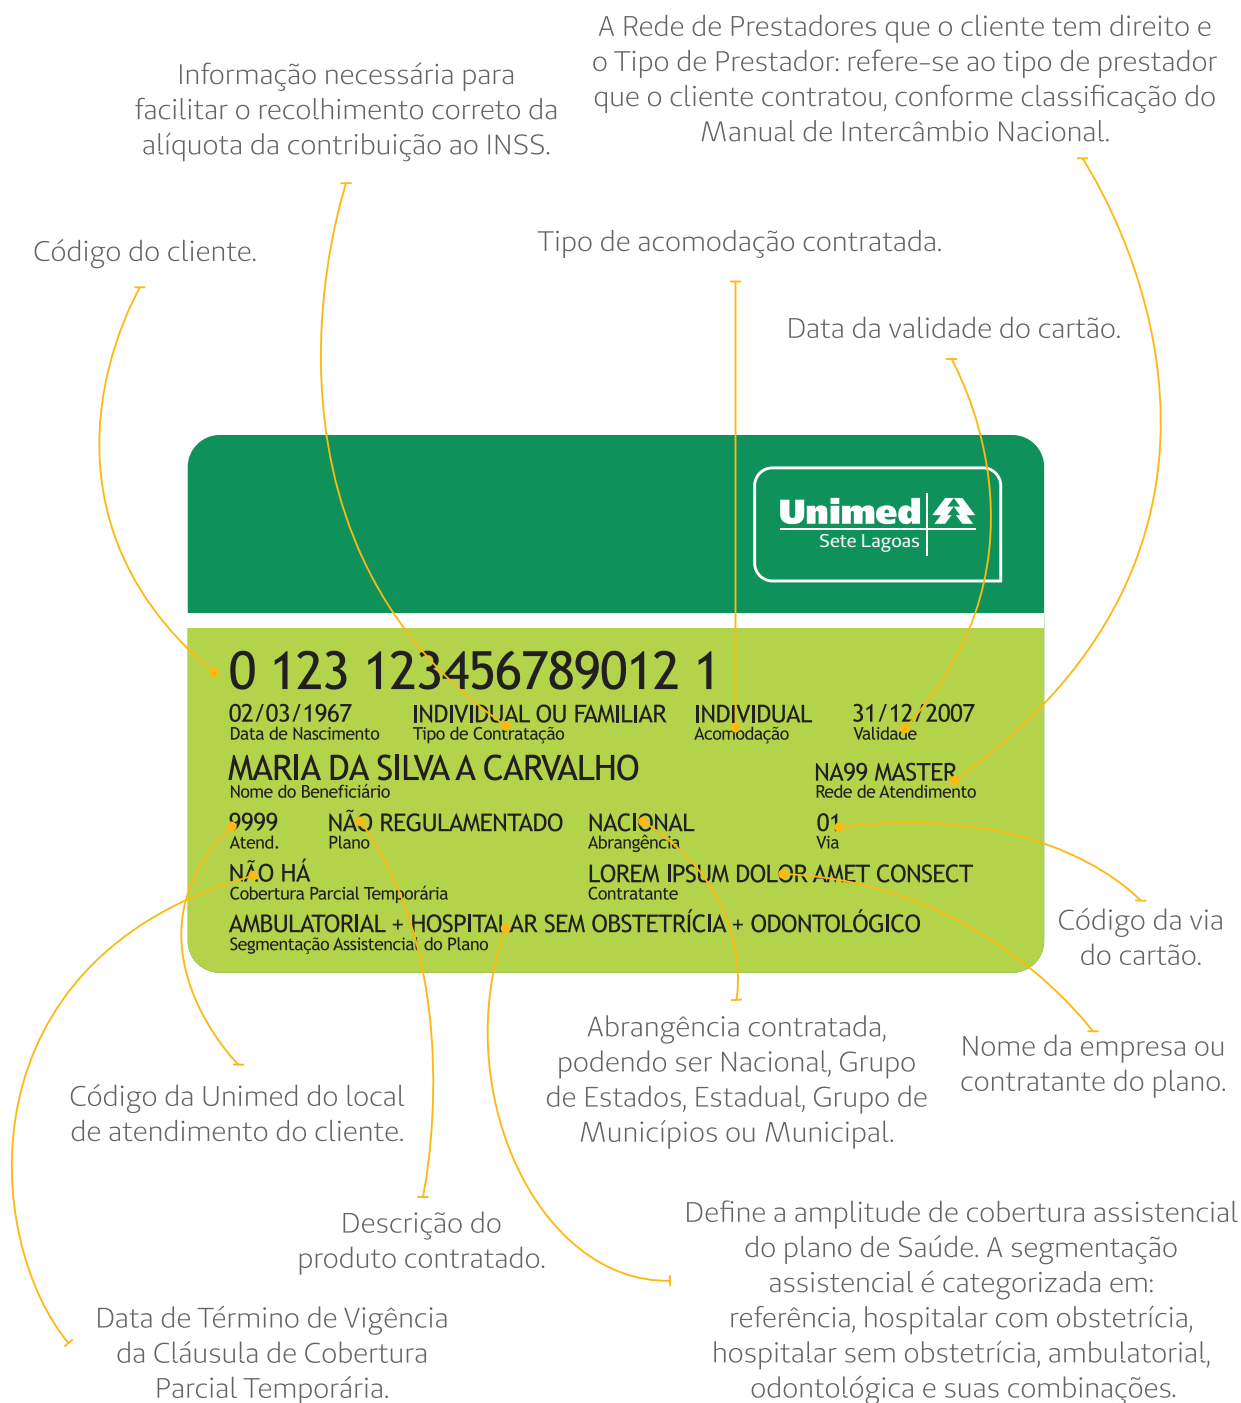 A Rede de Prestadores que o cliente tem direito e
o Tipo de Prestador: refere-se ao tipo de prestador
que o cliente contratou, conforme classificação do
Manual de Intercâmbio Nacional.
Informação necessária para
facilitar o recolhimento correto da
alíquota da contribuição ao INSS.
Código do cliente.
Tipo de acomodação contratada.
Data da validade do cartão.
Unimed
Sete Lagoas
0 123 123456789012 1
02/03/1967 INDIVIDUAL OU FAMILIAR INDIVIDUAL 31/12/2007
Data de Nascimento Tipo de Contratação Acomodação Validade
MARIA DA SILVA A CARVALHO NA99 MASTER
Nome do Beneficiário Rede de Atendimento
9999 NÃO REGULAMENTADO NACIONAL 01
Atend. Plano Abrangência Via
NÃO HÁ LOREM IPSUM DOLOR AMET CONSECT
Cobertura Parcial Temporária Contratante
AMBULATORIAL + HOSPITALAR SEM OBSTETRÍCIA + ODONTOLÓGICO
Segmentação Assistencial do Plano
Código da via
do cartão.
Abrangência contratada,
podendo ser Nacional, Grupo
de Estados, Estadual, Grupo de
Municípios ou Municipal.
Nome da empresa ou
contratante do plano.
Código da Unimed do local
de atendimento do cliente.
Descrição do
produto contratado.
Define a amplitude de cobertura assistencial
do plano de Saúde. A segmentação
assistencial é categorizada em:
referência, hospitalar com obstetrícia,
hospitalar sem obstetrícia, ambulatorial,
odontológica e suas combinações.
Data de Término de Vigência
da Cláusula de Cobertura
Parcial Temporária.